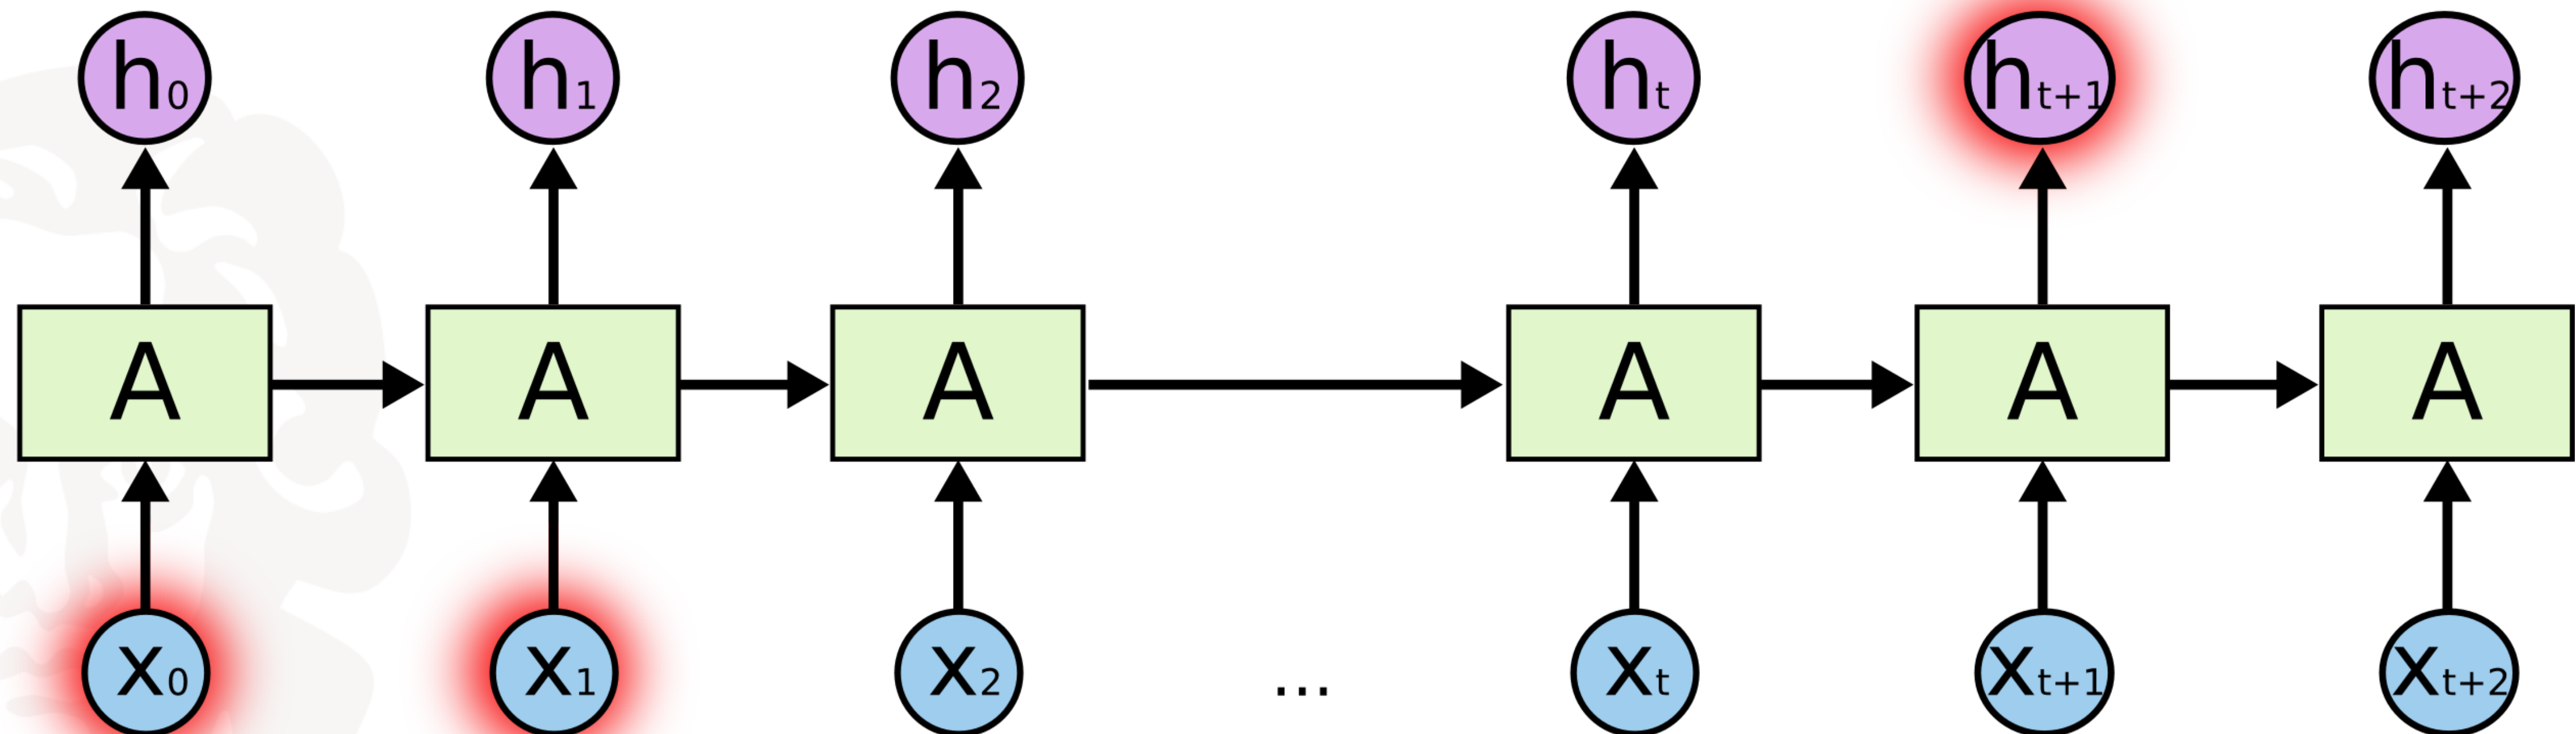 h0 h1 h2 ht ht+1 ht+2
A A A A A A
x0 x1 x2 ... xt xt+1 xt+2